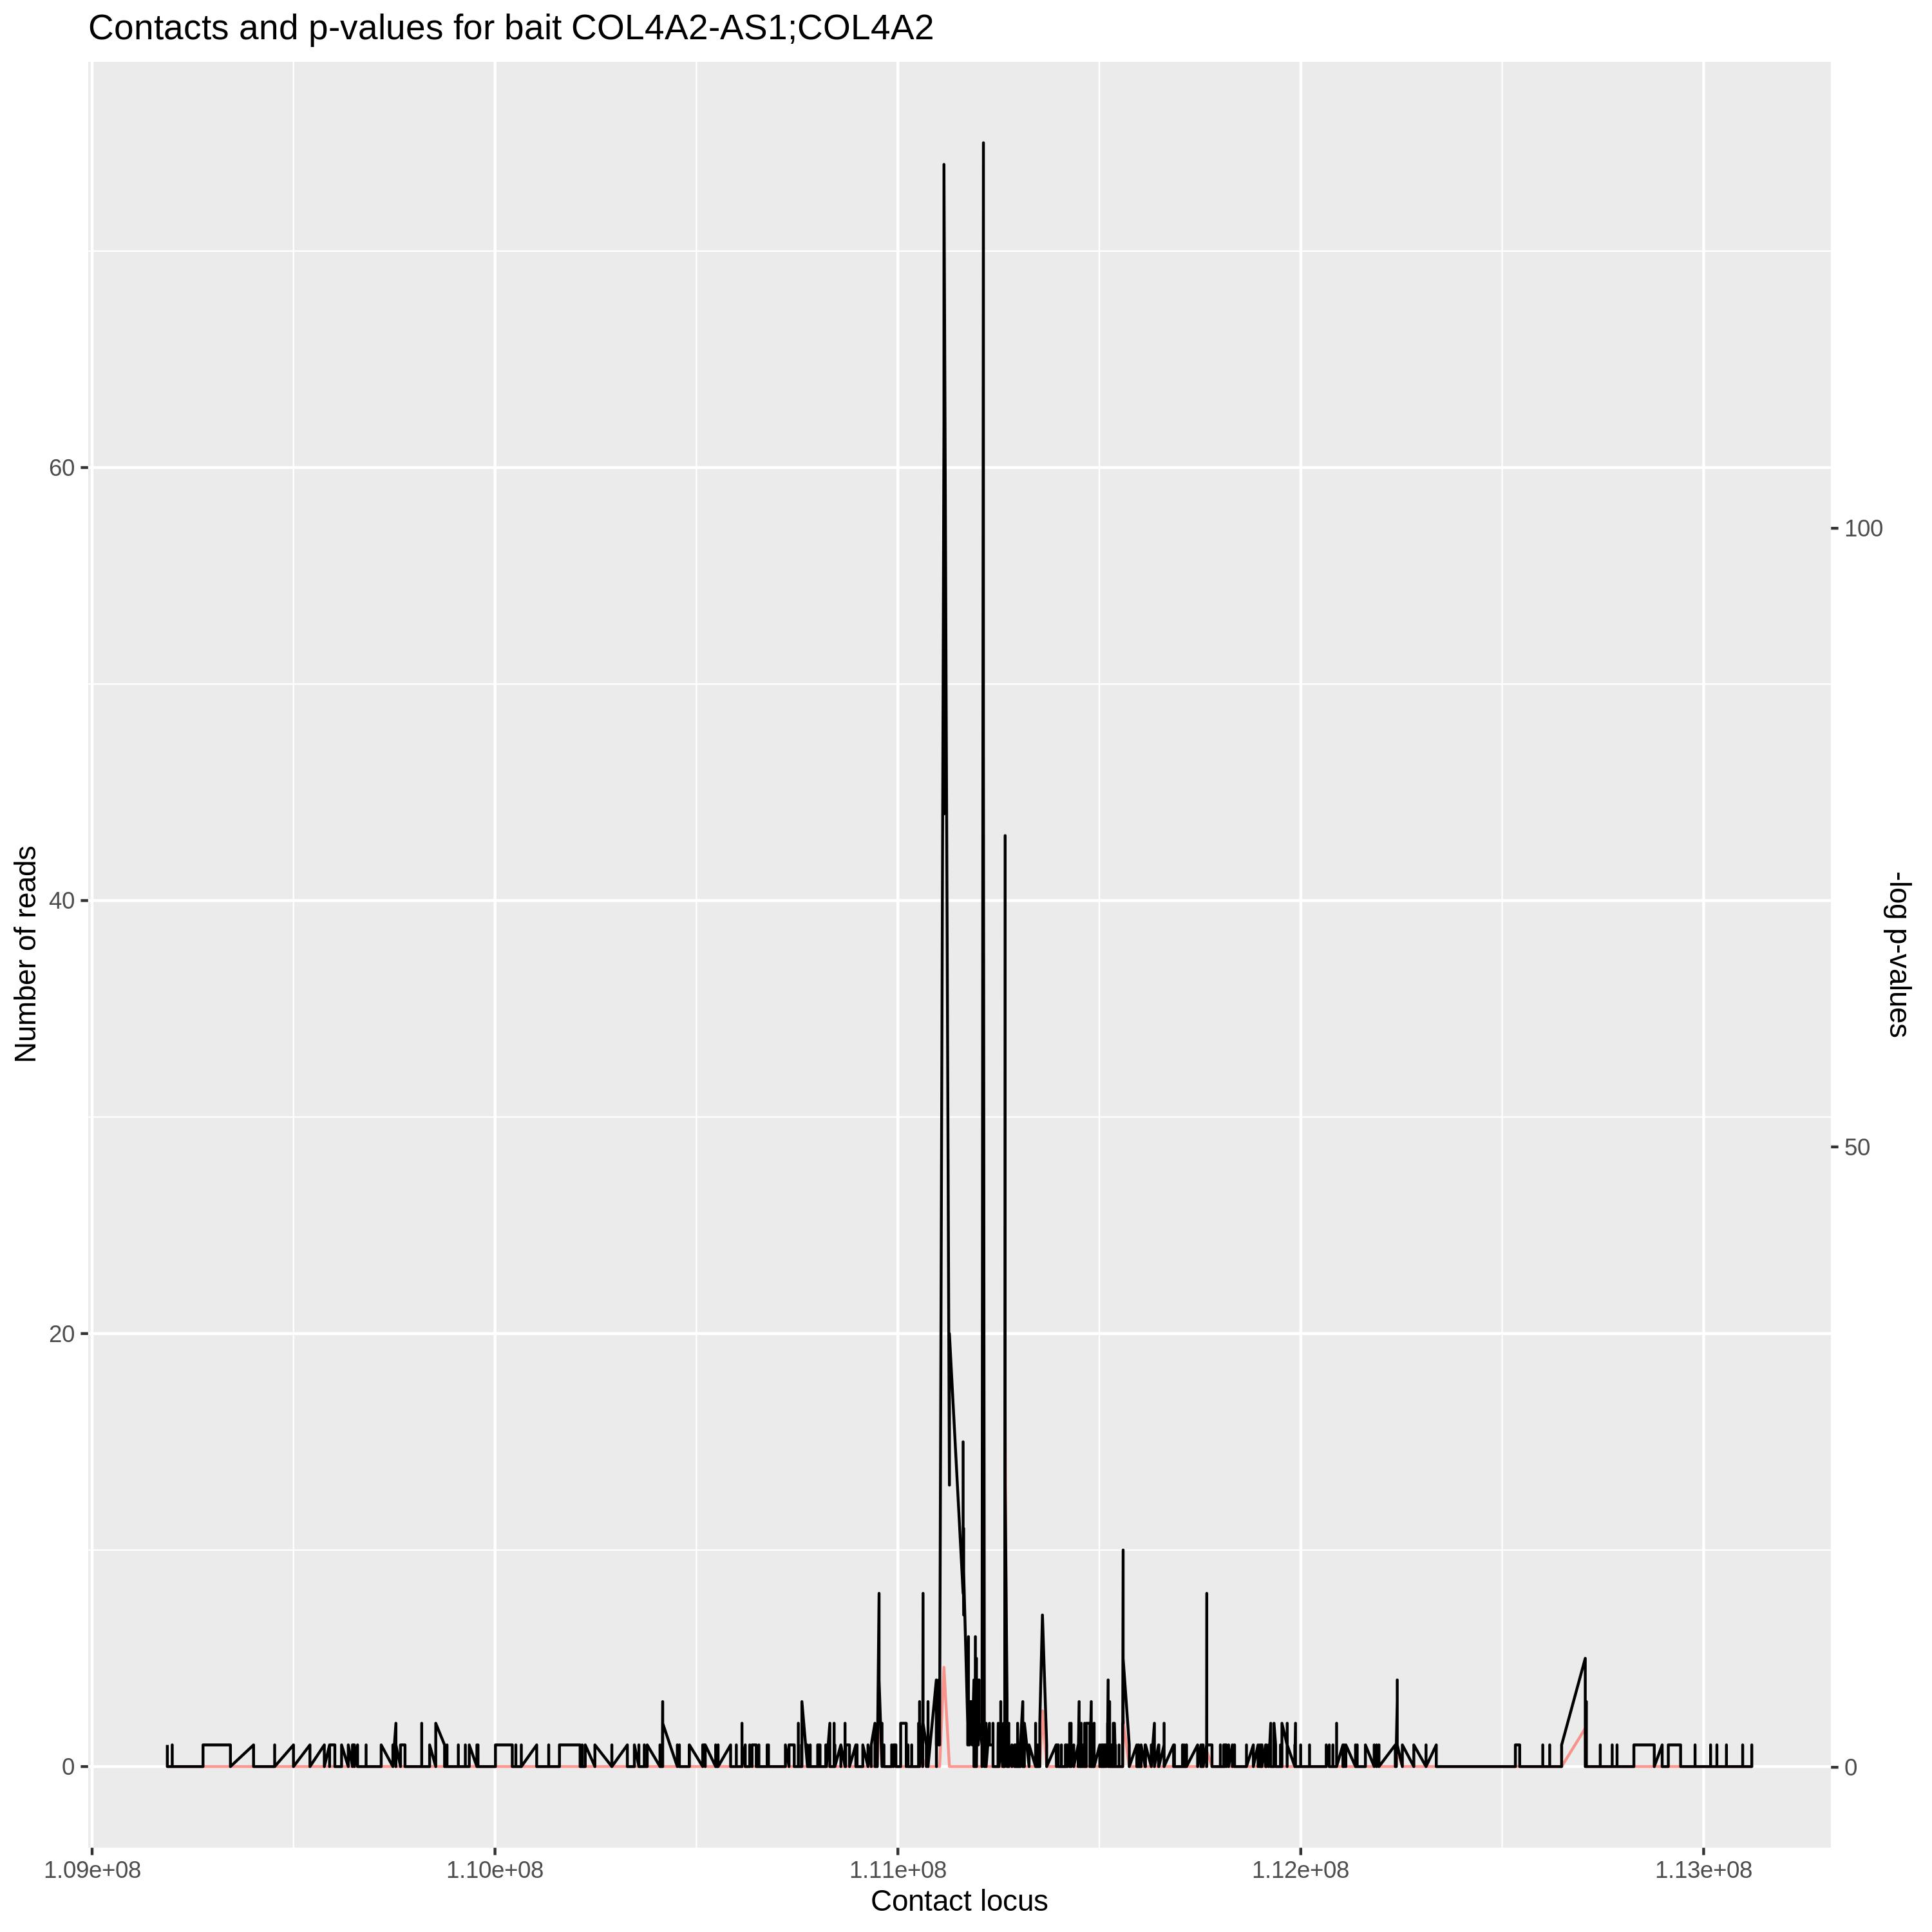 Contacts and p-values for bait COL4A2-AS1;COL4A2
Number of reads
60
40
20
0
100
50
0
-log p-values
1.09e+08
1.10e+08
1.11e+08
1.12e+08
1.13e+08
Contact locus